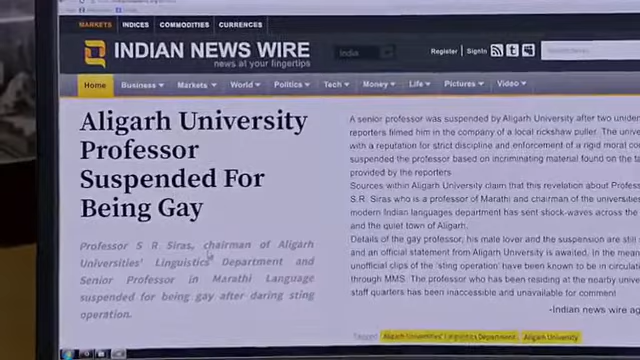 MARKETS INDICES COMMODITIES CURRENCIES
INDIAN NEWS WIRE
news at your fingertips
India
Register SignIn
Home Business Markets World Politics Tech Money Life Pictures Video
Aligarh University
Professor
Suspended For
Being Gay
Professor S R Siras, chairman of Aligarh
Universities' Linguistics Department and
Senior Professor in Marathi Language
suspended for being gay after daring sting
operation.
A senior professor was suspended by Aligarh University after two
reporters filmed him in the company of a local rickshaw puller. The
with a reputation for strict discipline and enforcement of a rigid moral
suspended the professor based on incriminating material found on the
provided by the reporters
Sources within Aligarh University claim that this revelation about
S.R. Siras who is a professor of Marathi and chairman of the
modern Indian languages department has sent shock-waves across the
and the quiet town of Aligarh.
Details of the gay professor, his male lover and the suspension are still
and an official statement from Aligarh University is awaited. In the
unofficial clips of the 'sting operation' have been known to be in
through MMS. The professor who has been residing at the nearby
staff quarters has been inaccessible and unavailable for comment
-Indian news wire
Tagged Aligarh Universities' Linguistics Department, Aligarh University